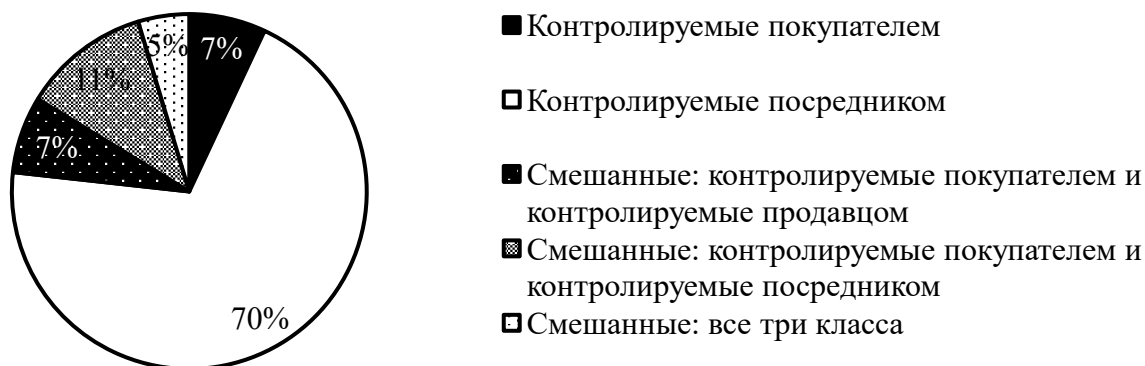 5%
7%
11%
7%
70%
Контролируемые покупателем
Контролируемые посредником
Смешанные: контролируемые покупателем и
контролируемые продавцом
Смешанные: контролируемые покупателем и
контролируемые посредником
Смешанные: все три класса